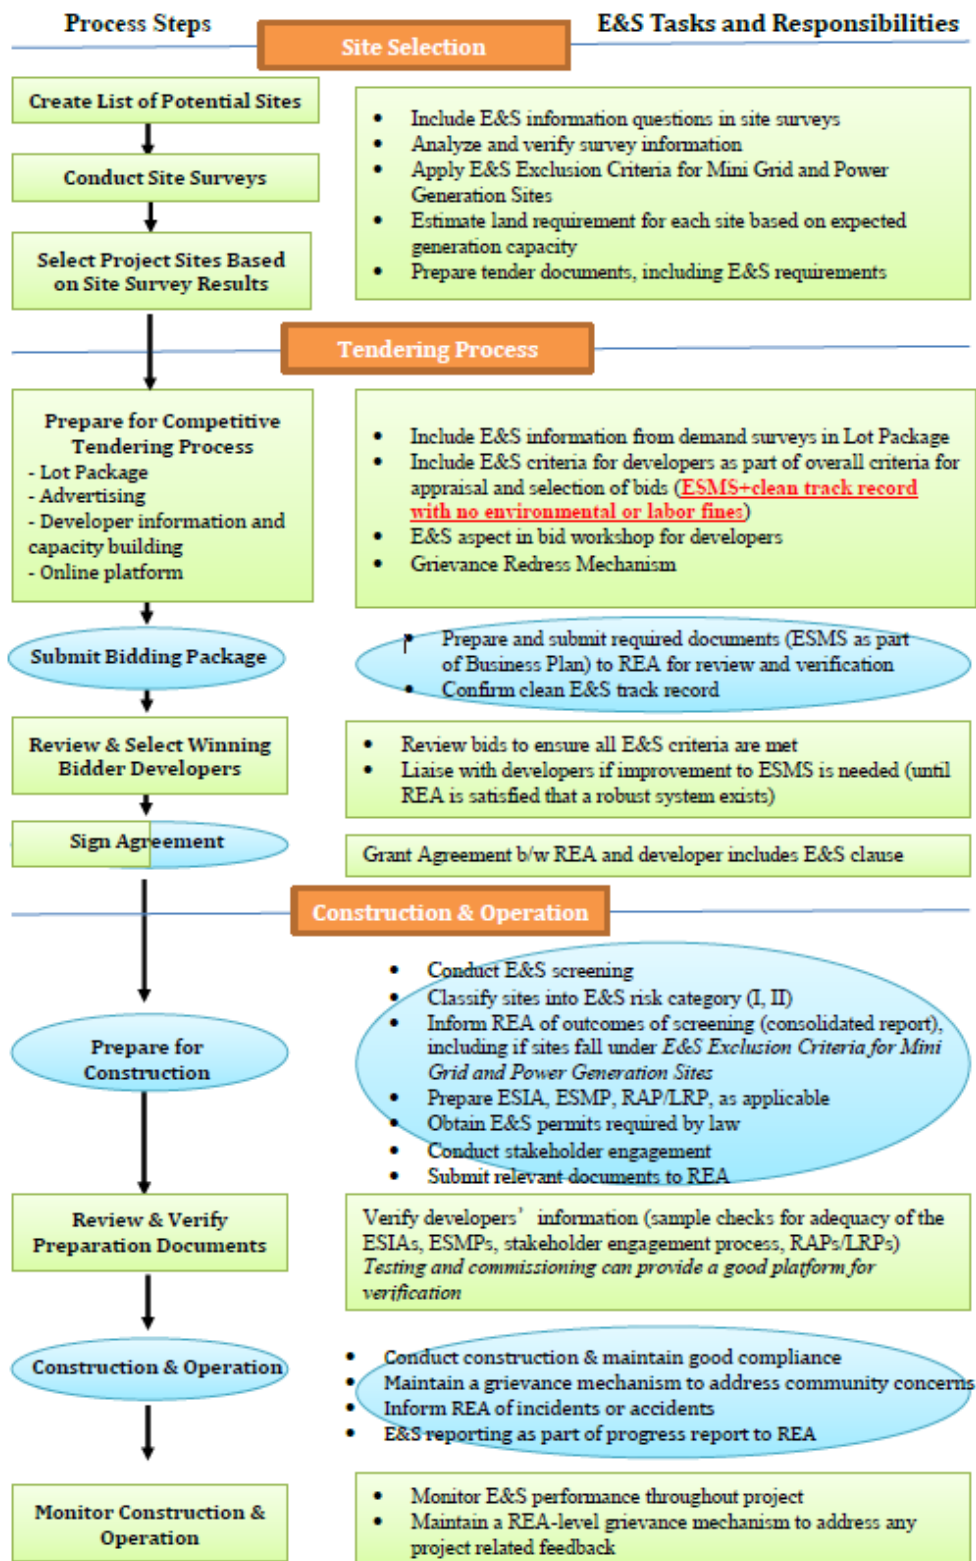 Process Steps
E&S Tasks and Responsibilities
Site Selection
Create List of Potential Sites
Conduct Site Surveys
Select Project Sites Based
on Site Survey Results
• Include E&S information questions in site surveys
• Analyze and verify survey information
• Apply E&S Exclusion Criteria for Mini Grid and Power
Generation Sites
• Estimate land requirement for each site based on expected
generation capacity
• Prepare tender documents, including E&S requirements
Tendering Process
Prepare for Competitive
Tendering Process
- Lot Package
- Advertising
- Developer information and
capacity building
- Online platform
• Include E&S information from demand surveys in Lot Package
• Include E&S criteria for developers as part of overall criteria for
appraisal and selection of bids (ESMS+clean track record
with no environmental or labor fines)
• E&S aspect in bid workshop for developers
• Grievance Redress Mechanism
Submit Bidding Package
• Prepare and submit required documents (ESMS as part
of Business Plan) to REA for review and verification
• Confirm clean E&S track record
Review & Select Winning
Bidder Developers
• Review bids to ensure all E&S criteria are met
• Liaise with developers if improvement to ESMS is needed (until
REA is satisfied that a robust system exists)
Sign Agreement
Grant Agreement b/w REA and developer includes E&S clause
Construction & Operation
Prepare for
Construction
• Conduct E&S screening
• Classify sites into E&S risk category (I, II)
• Inform REA of outcomes of screening (consolidated report),
including if sites fall under E&S Exclusion Criteria for Mini
Grid and Power Generation Sites
• Prepare ESIA, ESMP, RAP/LRP, as applicable
• Obtain E&S permits required by law
• Conduct stakeholder engagement
• Submit relevant documents to REA
Review & Verify
Preparation Documents
Verify developers' information (sample checks for adequacy of the
ESIAs, ESMPs, stakeholder engagement process, RAPs/LRPs)
Testing and commissioning can provide a good platform for
verification
Construction & Operation
• Conduct construction & maintain good compliance
• Maintain a grievance mechanism to address community concerns
• Inform REA of incidents or accidents
• E&S reporting as part of progress report to REA
Monitor Construction &
Operation
• Monitor E&S performance throughout project
• Maintain a REA-level grievance mechanism to address any
project related feedback